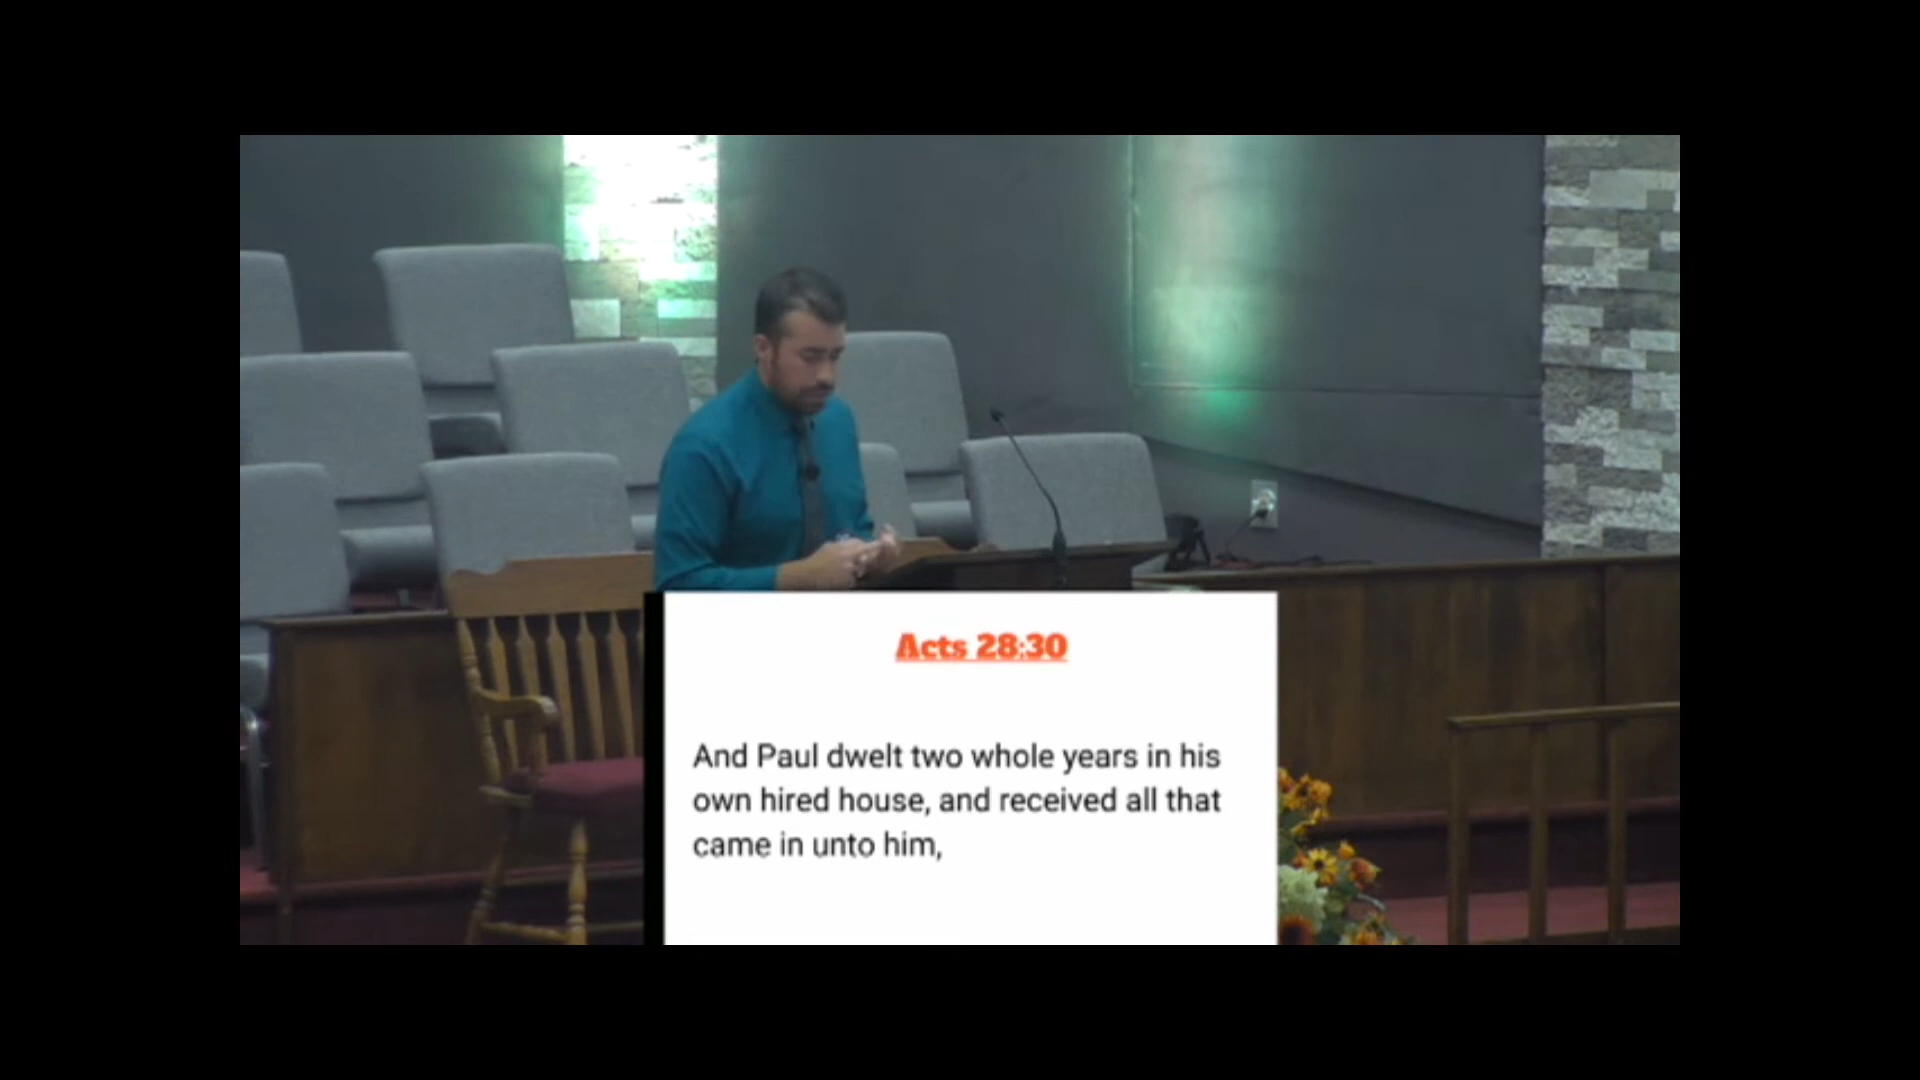 Acts 28:30
And Paul dwelt two whole years in his
own hired house, and received all that
came in unto him,